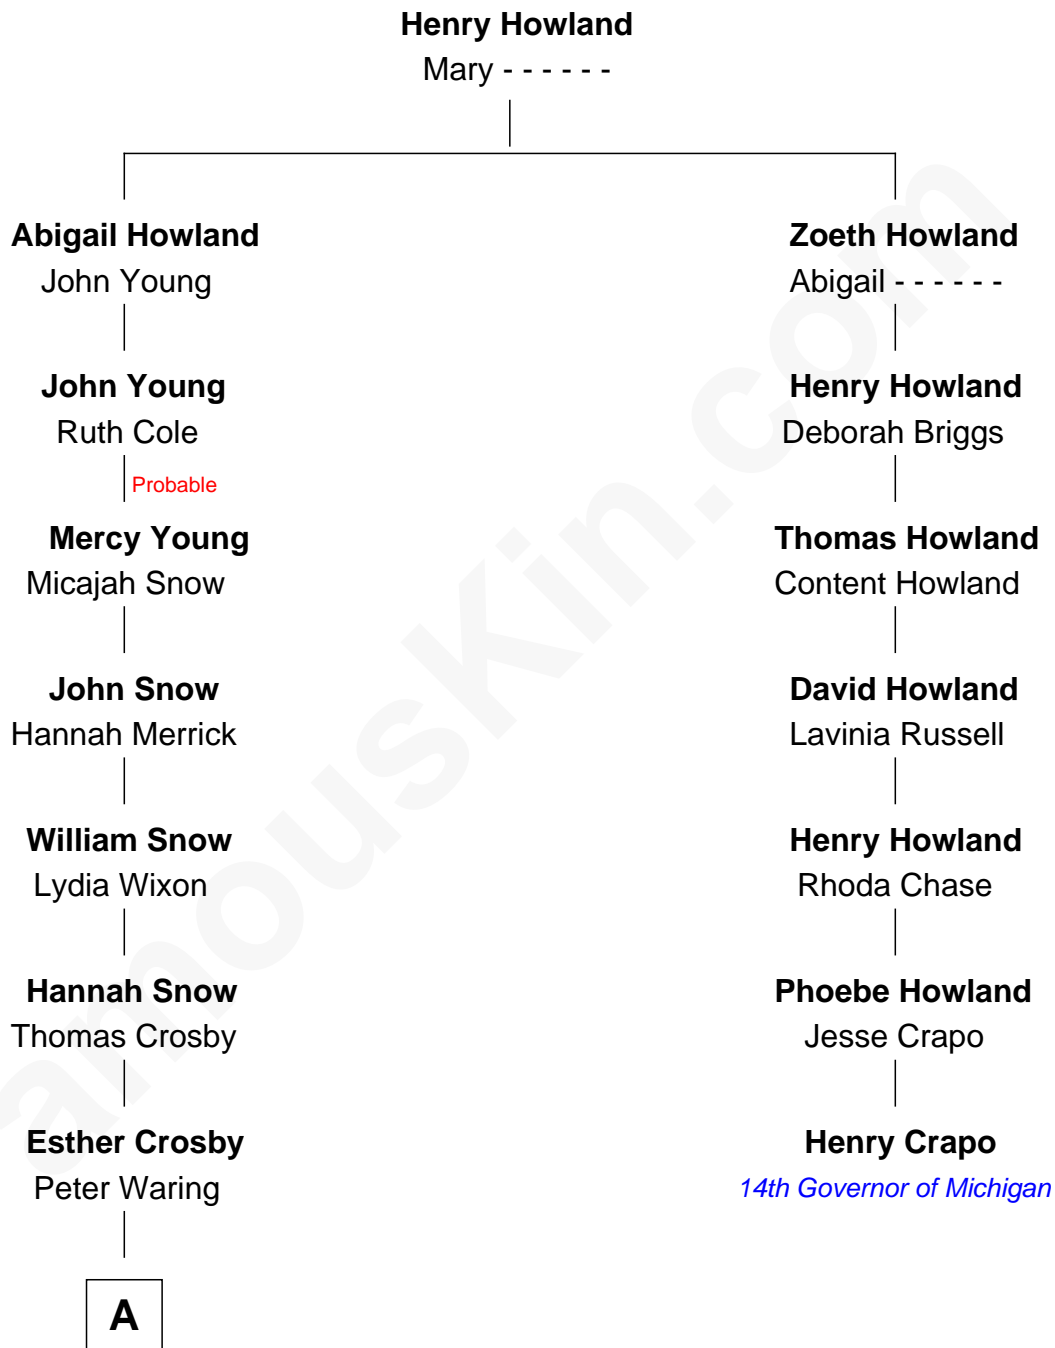 Henry Howland
Mary - - - - - -
Abigail Howland
John Young
Zoeth Howland
Abigail - - - - - -
John Young
Ruth Cole
Henry Howland
Deborah Briggs
Probable
Mercy Young
Micajah Snow
Thomas Howland
Content Howland
John Snow
Hannah Merrick
David Howland
Lavinia Russell
William Snow
Lydia Wixon
Henry Howland
Rhoda Chase
Hannah Snow
Thomas Crosby
Phoebe Howland
Jesse Crapo
Esther Crosby
Peter Waring
Henry Crapo
14th Governor of Michigan
A
amousKin.com